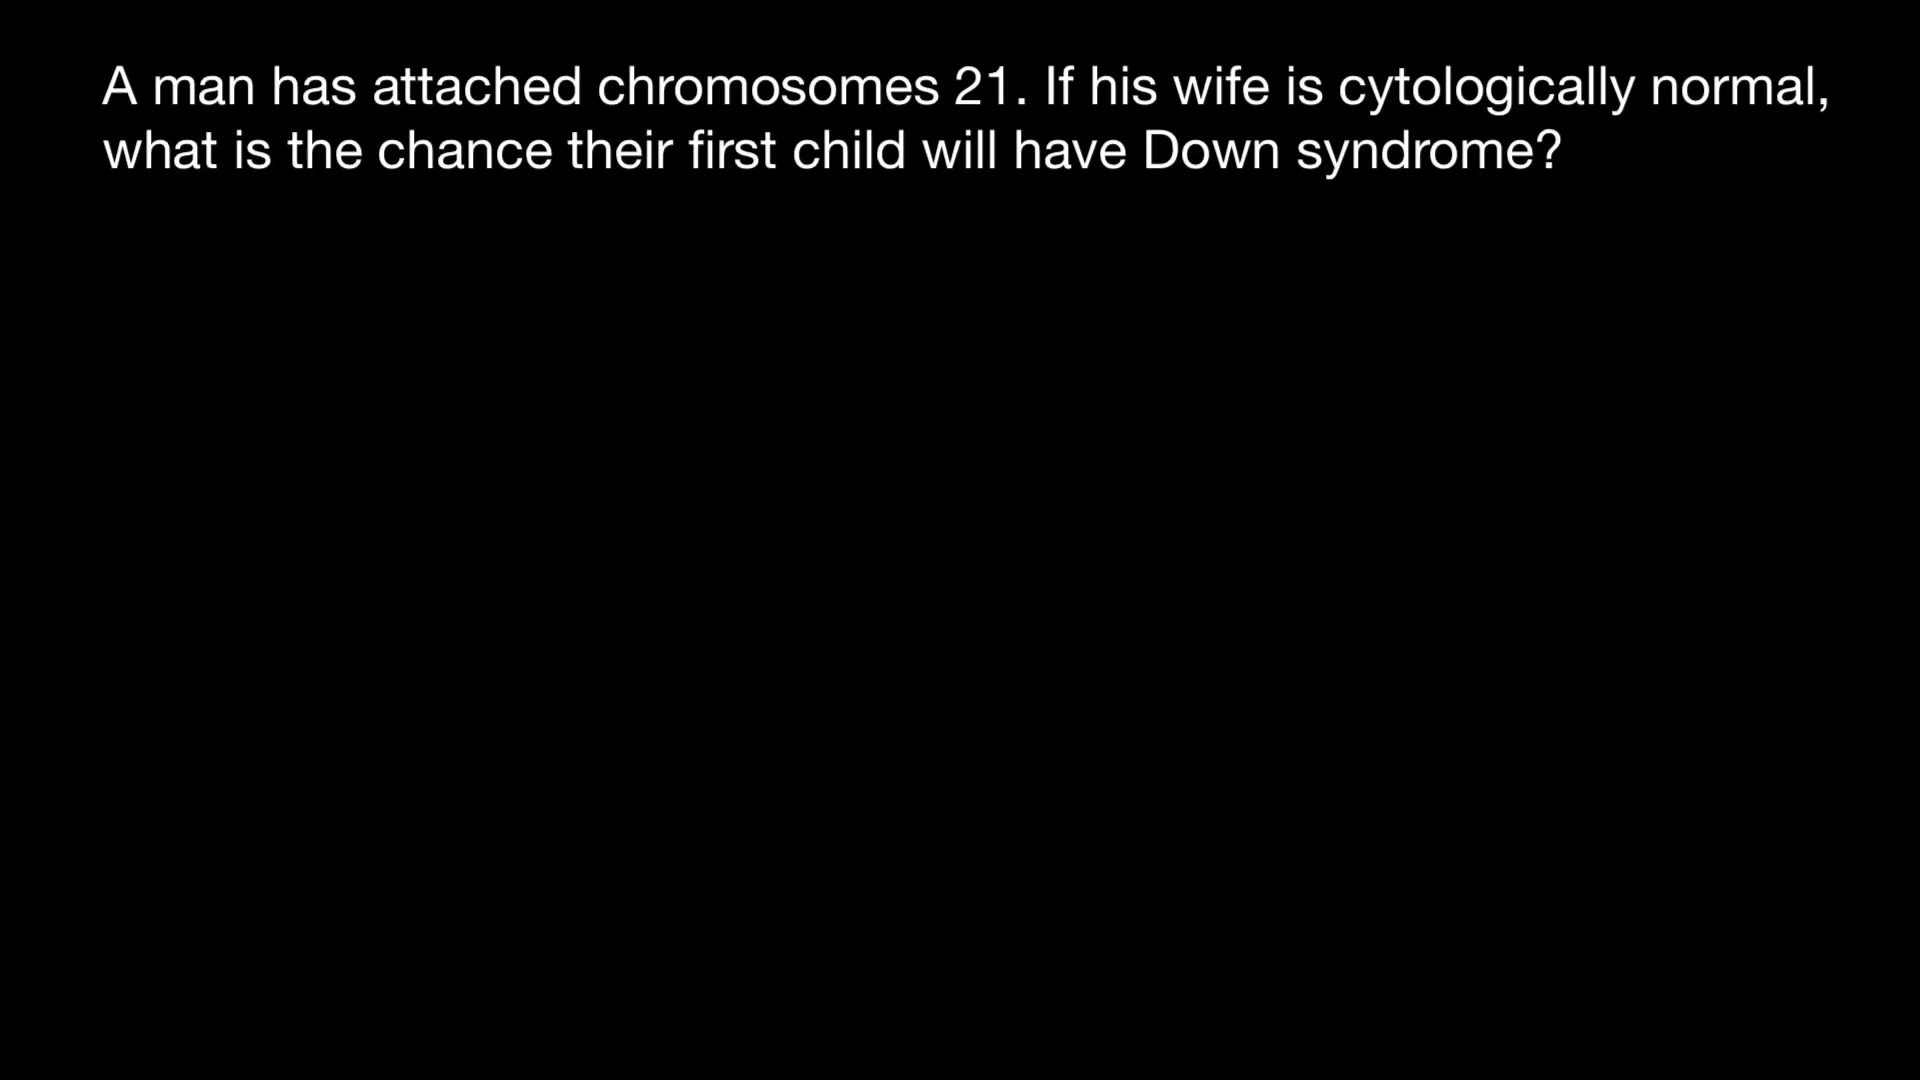 A man has attached chromosomes 21. If his wife is cytologically normal,
what is the chance their first child will have Down syndrome?